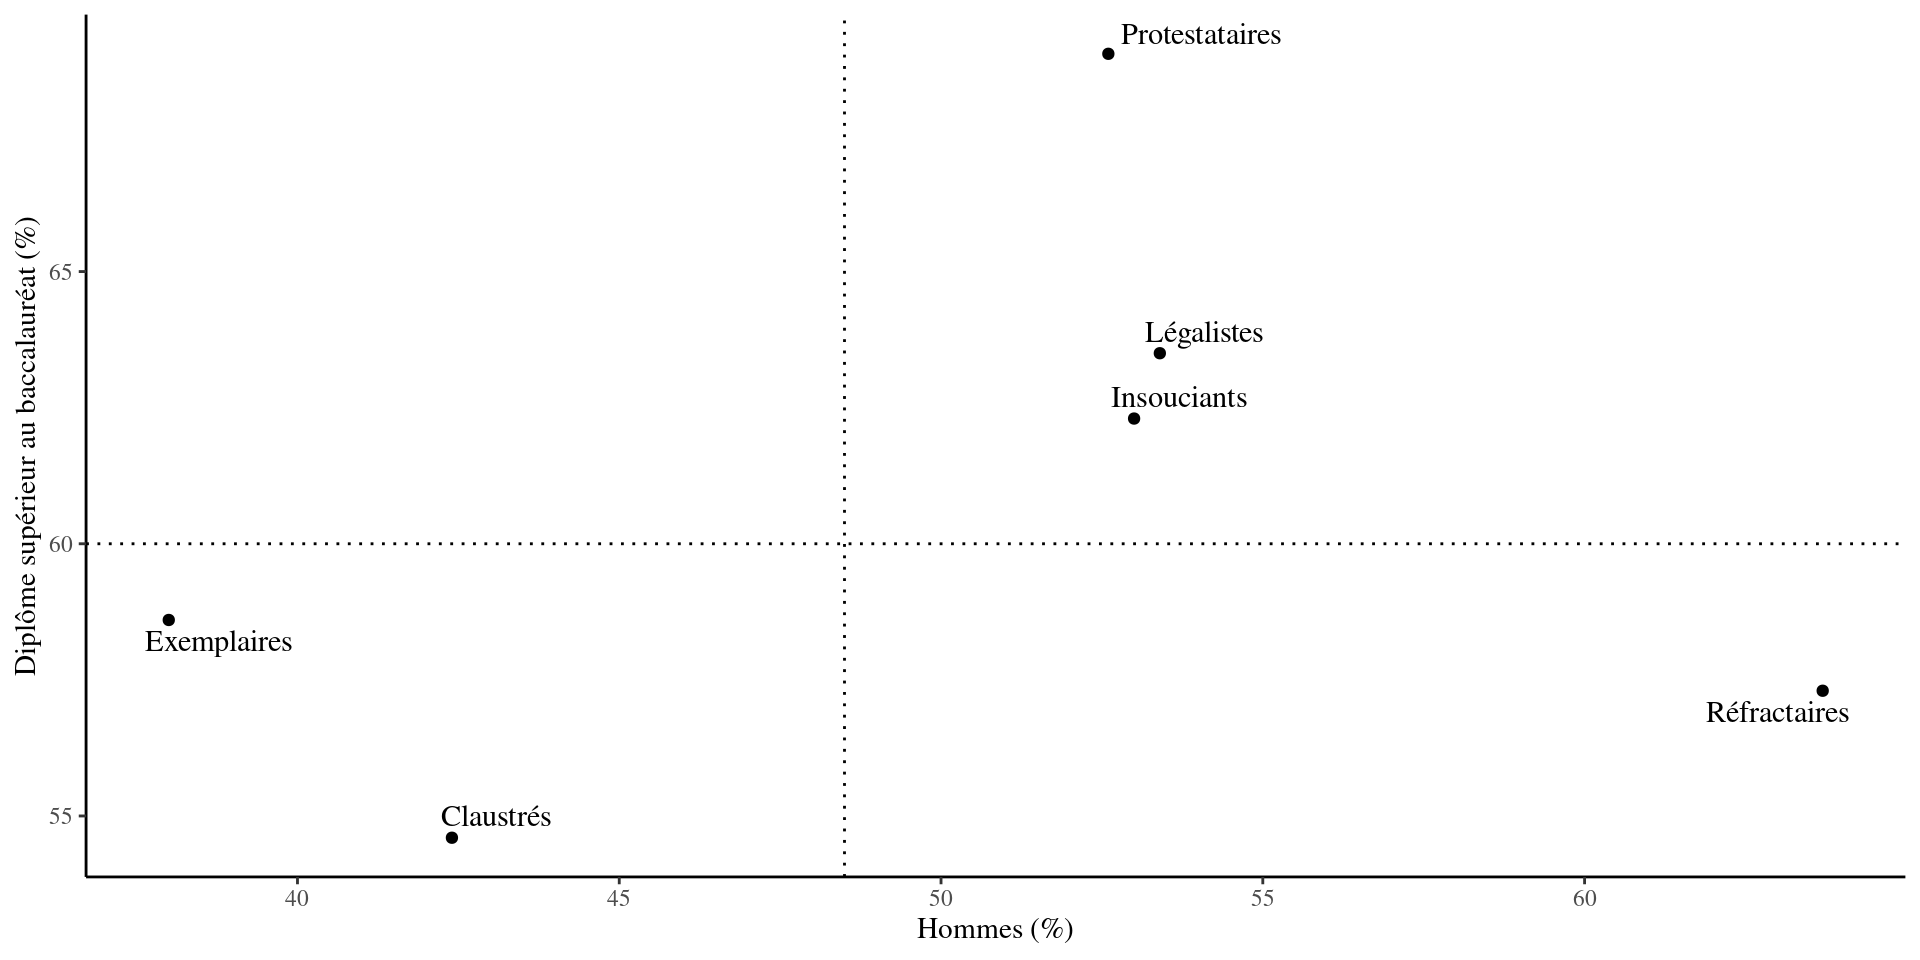 Protestataires
Diplôme supérieur au baccalauréat (%)
65
Légalistes
Insouciants
60
Exemplaires
Réfractaires
55
Claustrés
40
45
50
55
60
Hommes (%)